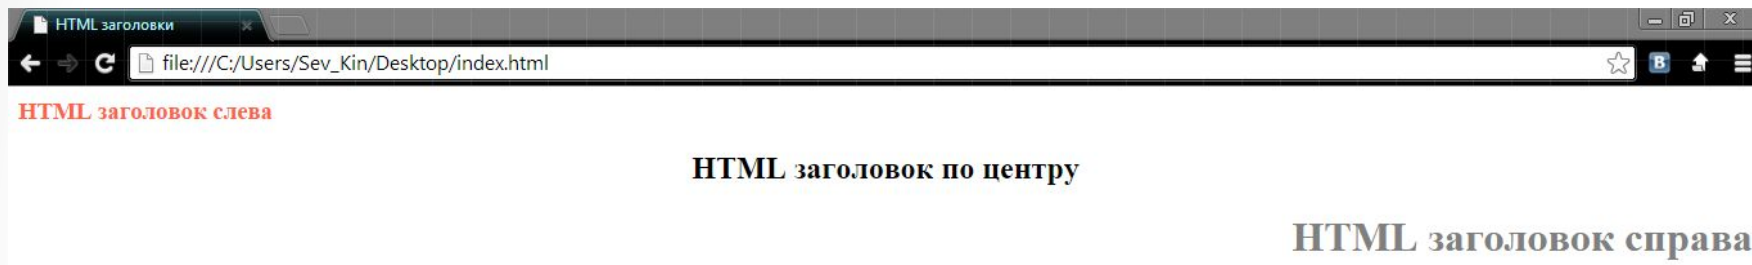 HTML заголовки
file:///C:/Users/Sev_Kin/Desktop/index.html
B
HTML заголовок слева
HTML заголовок по центру
HTML заголовок справа